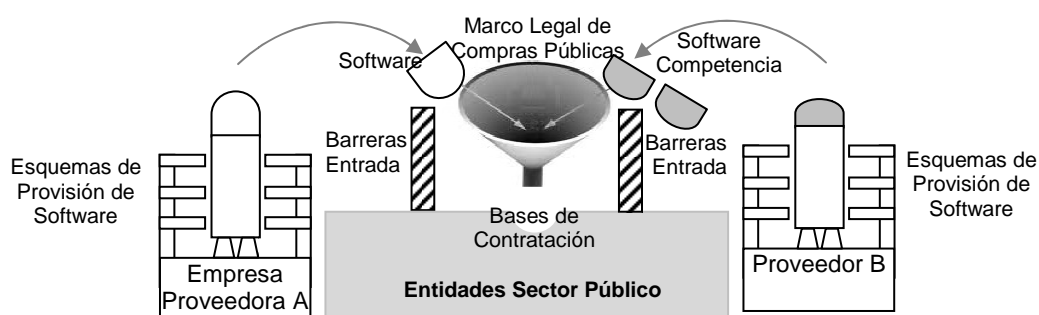 Marco Legal de
Compras Públicas
Software
Software
Competencia
Barreras
Entrada
Barreras
Entrada
Esquemas de
Provisión de
Software
Esquemas de
Provisión de
Software
Bases de
Contratación
Empresa
Proveedora A
Entidades Sector Público
Proveedor B